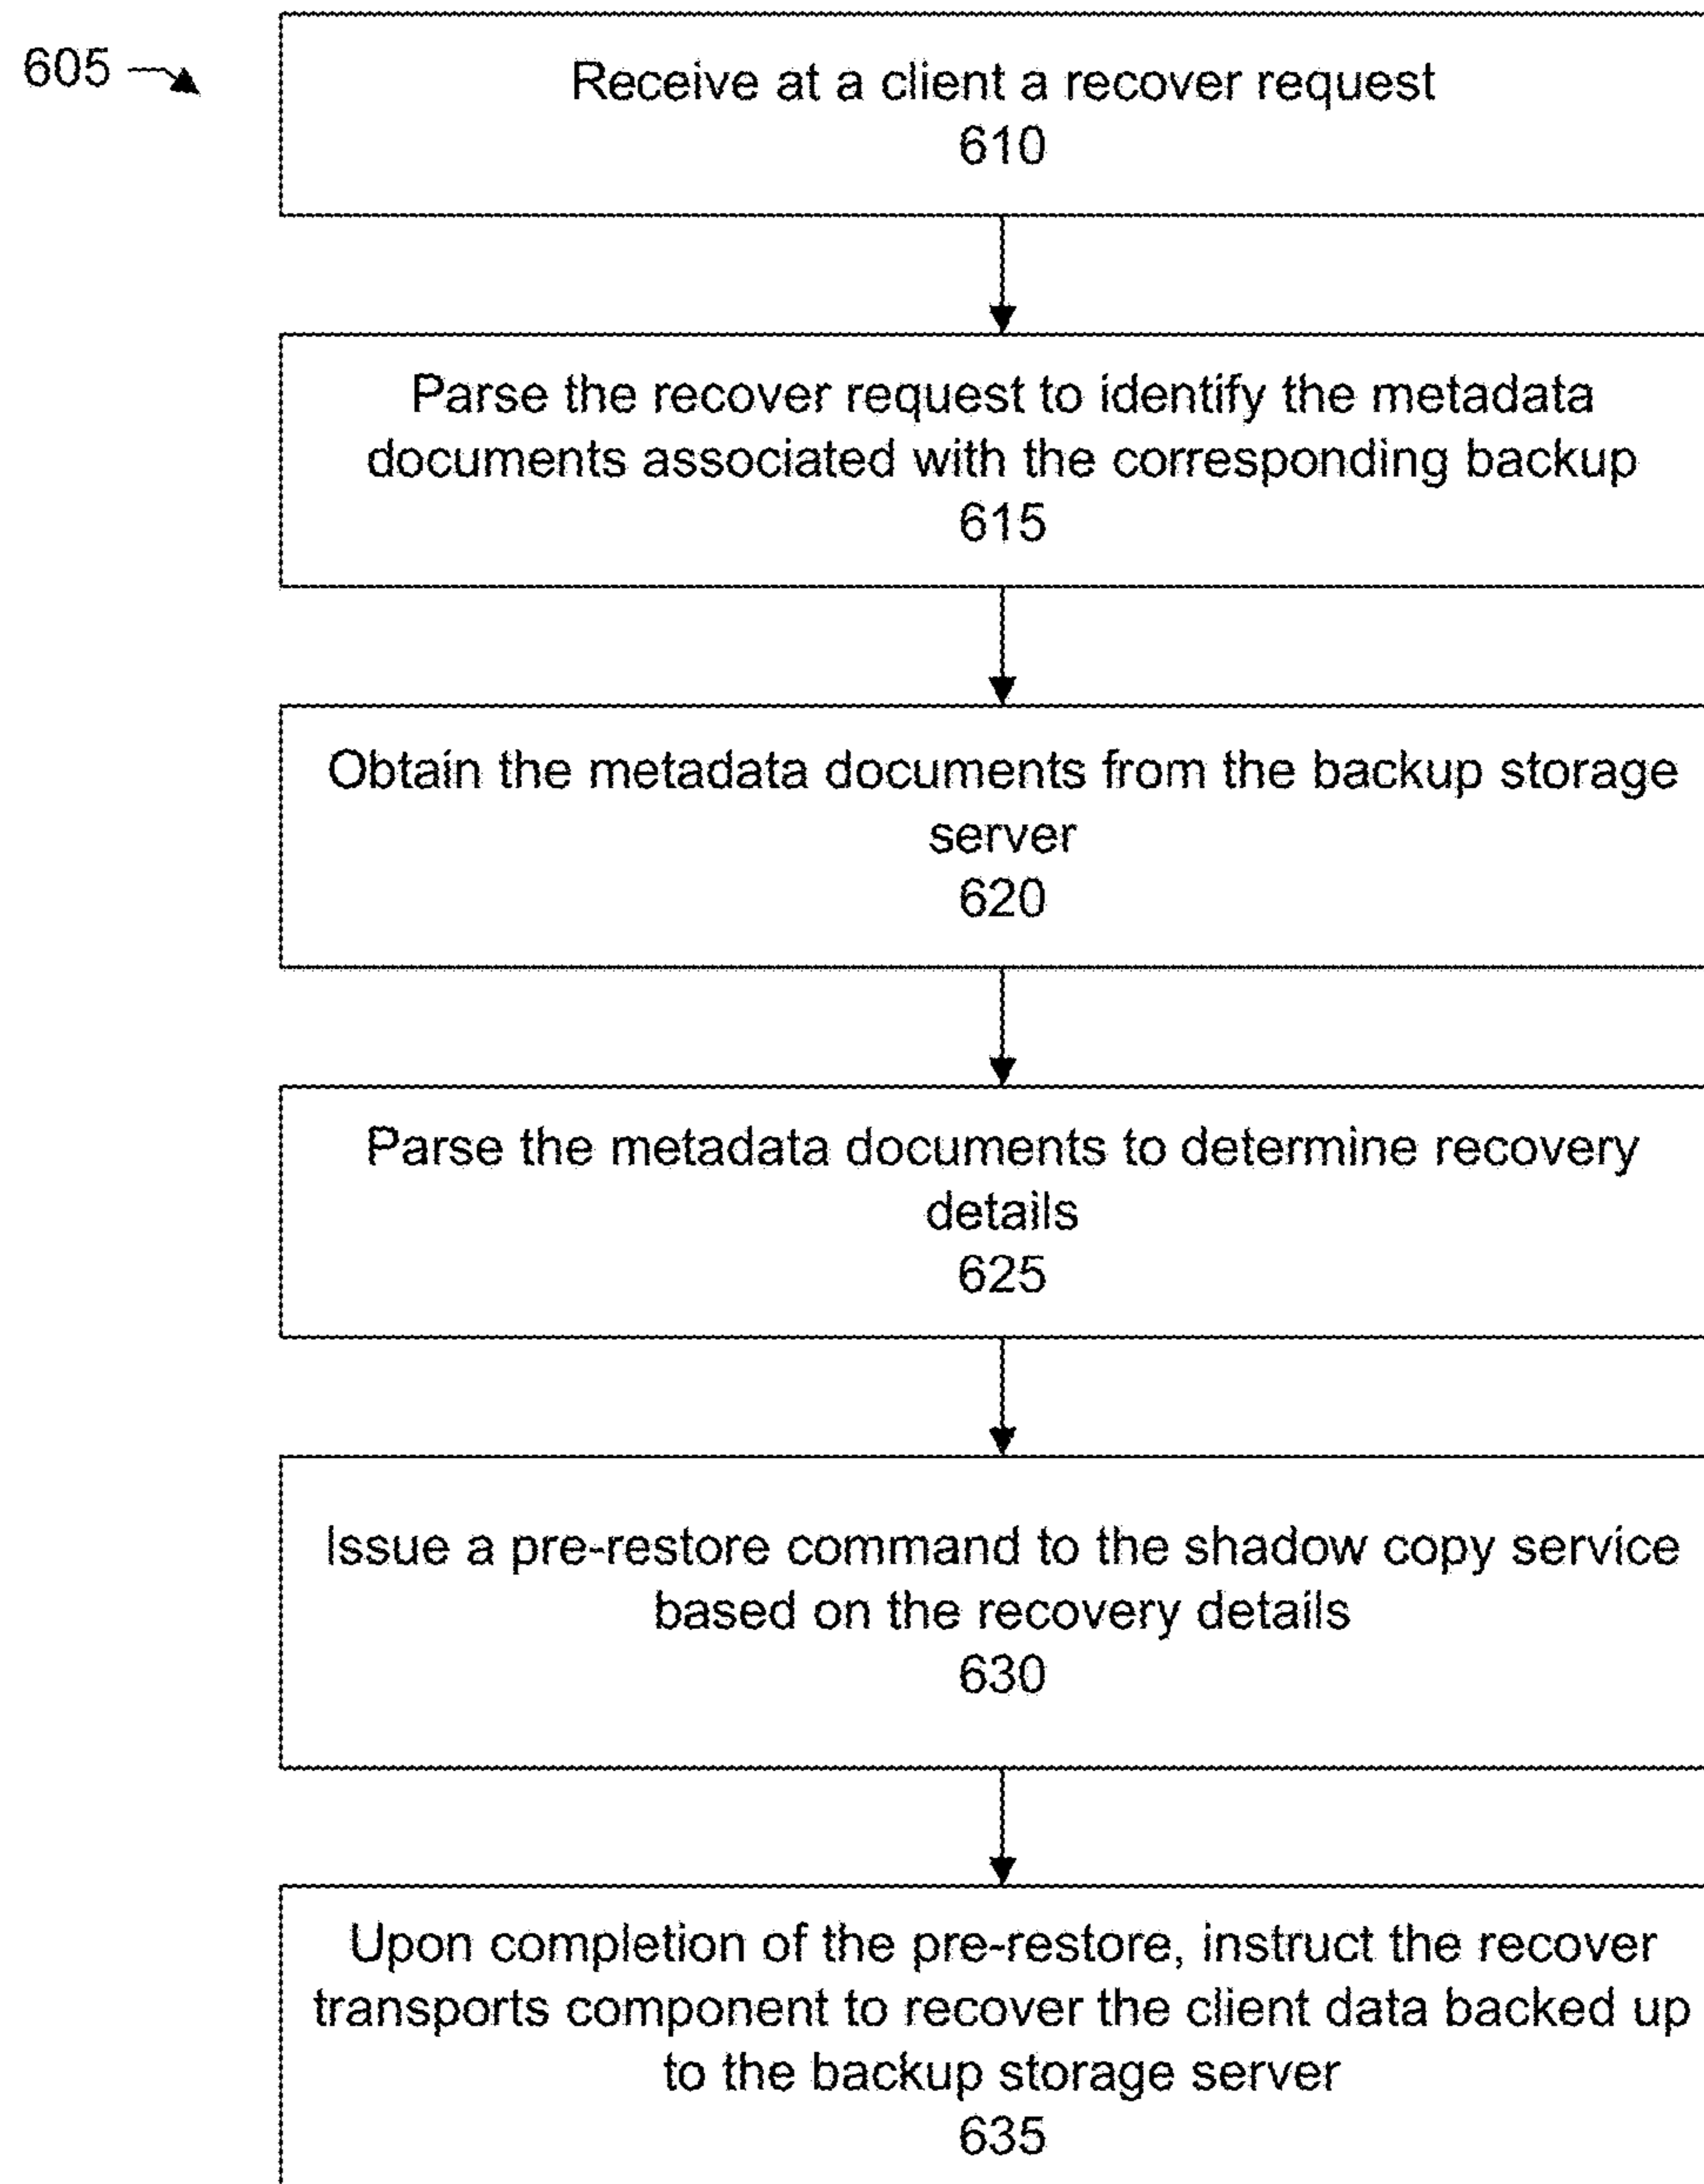 605
Receive at a client a recover request
610
Parse the recover request to identify the metadata
documents associated with the corresponding backup
615
Obtain the metadata documents from the backup storage
server
620
Parse the metadata documents to determine recovery
details
625
Issue a pre-restore command to the shadow copy service
based on the recovery details
630
Upon completion of the pre-restore, instruct the recover
transports component to recover the client data backed up
to the backup storage server
635